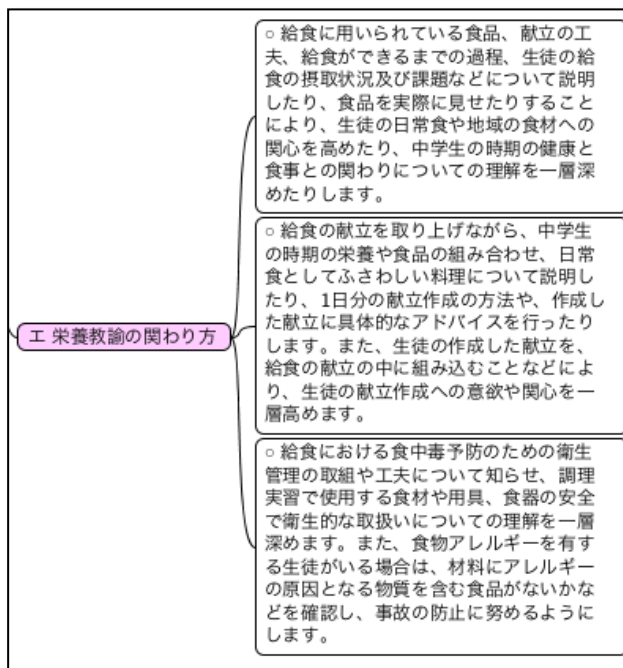 ○ 給食に用いられている食品、献立の工
夫、給食ができるまでの過程、生徒の給
食の摂取状況及び課題などについて説明
したり、食品を実際に見せたりすること
により、生徒の日常食や地域の食材への
関心を高めたり、中学生の時期の健康と
食事との関わりについての理解を一層深
めたりします。
○ 給食の献立を取り上げながら、中学生
の時期の栄養や食品の組み合わせ、日常
食としてふさわしい料理について説明し
たり、1日分の献立作成の方法や、作成し
た献立に具体的なアドバイスを行ったり
します。また、生徒の作成した献立を、
給食の献立の中に組み込むことなどによ
り、生徒の献立作成への意欲や関心を一
層高めます。
エ 栄養教諭の関わり方
○ 給食における食中毒予防のための衛生
管理の取組や工夫について知らせ、調理
実習で使用する食材や用具、食器の安全
で衛生的な取扱いについての理解を一層
深めます。また、食物アレルギーを有す
る生徒がいる場合は、材料にアレルギー
の原因となる物質を含む食品がないかな
どを確認し、事故の防止に努めるように
します。